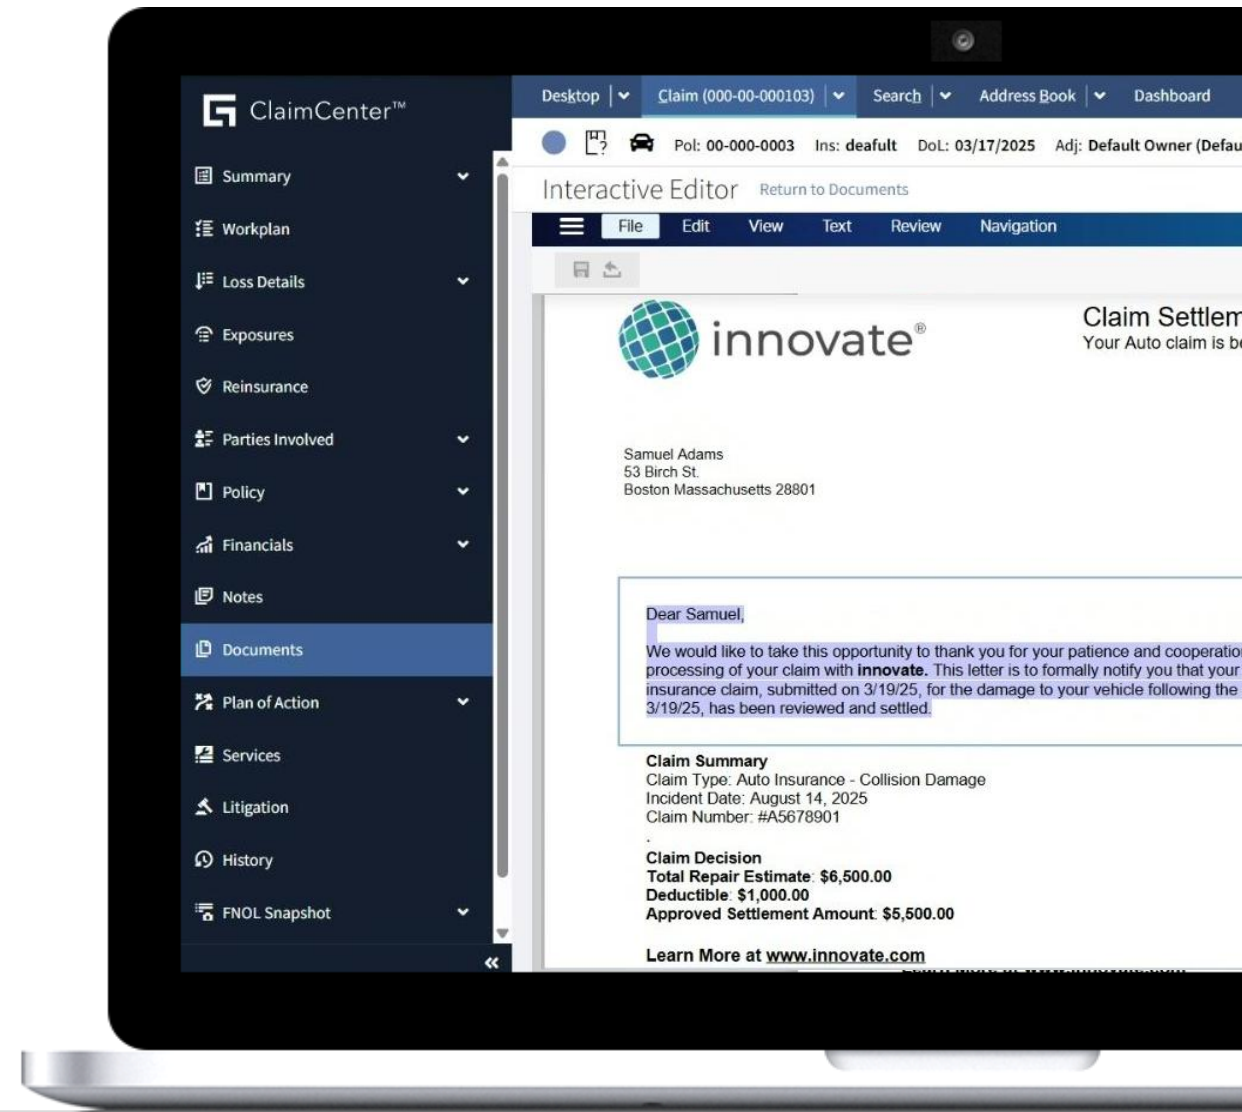 ClaimCenter™
Summary
Workplan
Loss Details
Exposures
Reinsurance
Parties Involved
Policy
Financials
Notes
Documents
Plan of Action
Services
Litigation
History
FNOL Snapshot
Desktop
Claim (000-00-000103)
Search
Address Book
Dashboard
Pol: 00-000-0003 Ins: deafult DoL: 03/17/2025 Adj: Default Owner (Defau
Interactive Editor Return to Documents
File Edit View Text Review Navigation
innovate®
Claim Settlem
Your Auto claim is be
Samuel Adams
53 Birch St.
Boston Massachusetts 28801
Dear Samuel,
We would like to take this opportunity to thank you for your patience and cooperation
processing of your claim with innovate. This letter is to formally notify you that your
insurance claim, submitted on 3/19/25, for the damage to your vehicle following the
3/19/25, has been reviewed and settled.
Claim Summary
Claim Type: Auto Insurance - Collision Damage
Incident Date: August 14, 2025
Claim Number: #A5678901
.
Claim Decision
Total Repair Estimate: $6,500.00
Deductible: $1,000.00
Approved Settlement Amount: $5,500.00
Learn More at www.innovate.com